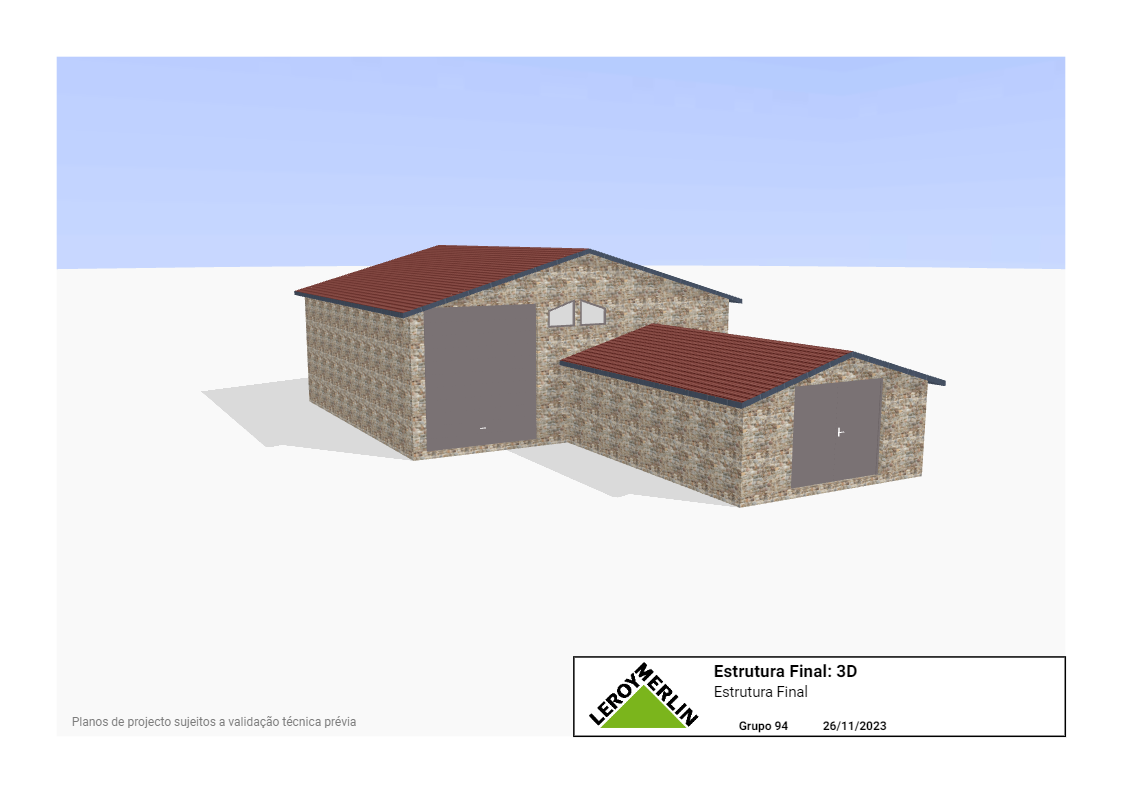 Planos de projecto sujeitos a validação técnica prévia
LEROY MERLIN
Estrutura Final: 3D
Estrutura Final
Grupo 94 26/11/2023